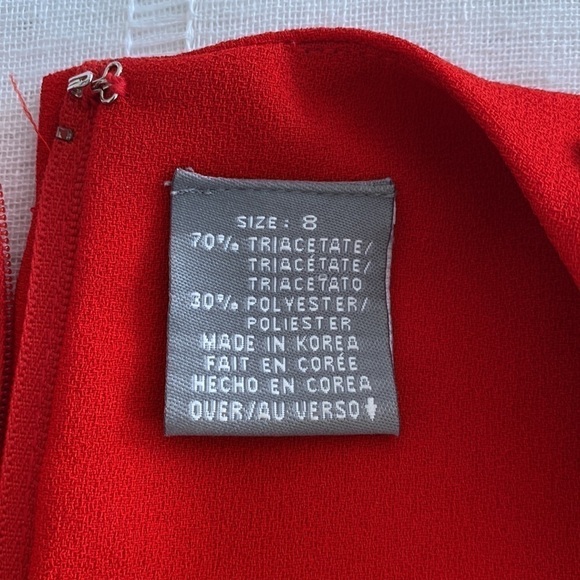 SIZE : 8
70% TRIACETATE/
TRIACÉTATE/
TRIACETATO
30% POLYESTER/
POLIESTER
MADE IN KOREA
FAIT EN CORÉE
HECHO EN COREA
OVER/AU VERSO